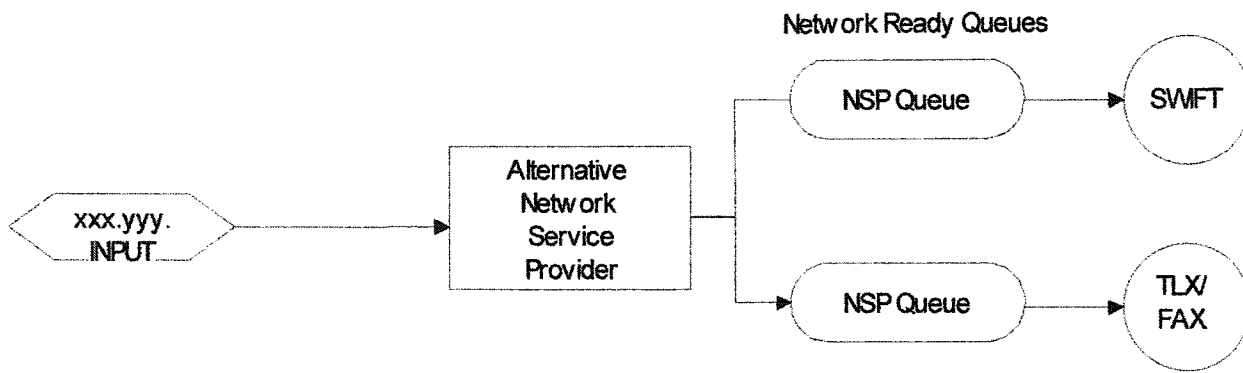 Network Ready Queues
NSP Queue
SWIFT
xxx.yyy.
INPUT
Alternative
Network
Service
Provider
NSP Queue
TLX/
FAX